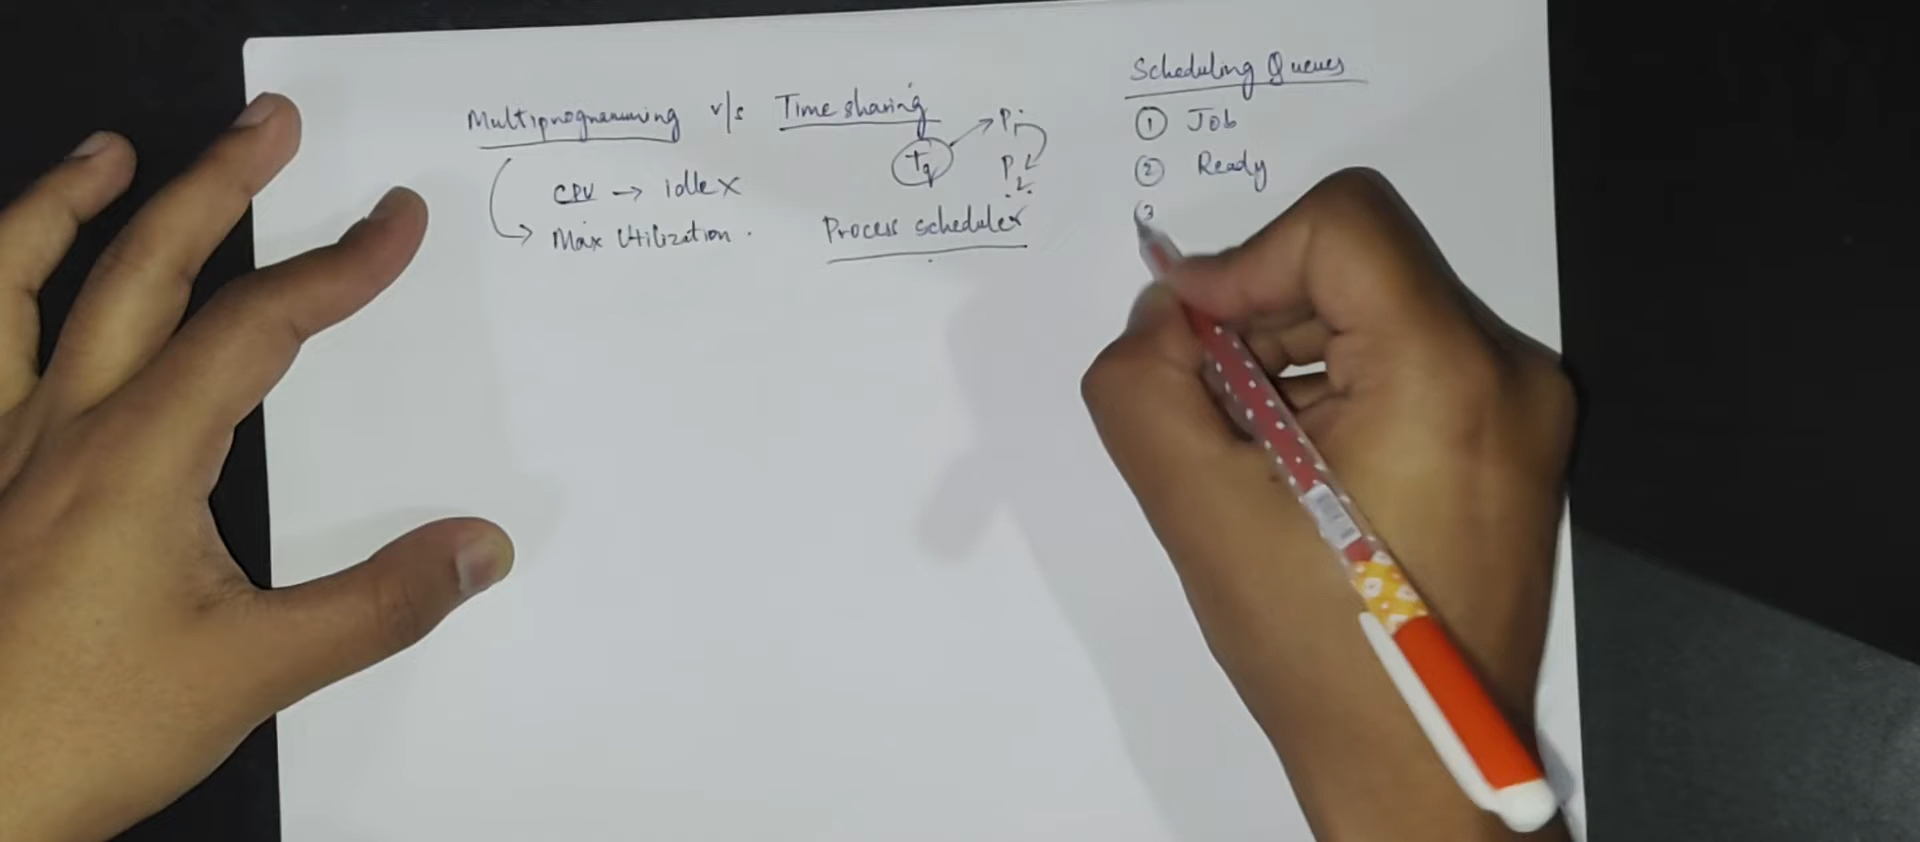 Multiprogramming v/s Time sharing
Tq → P1
P2
CPU → idle X
Max Utilization.
Process scheduler
Scheduling Queues
① Job
② Ready
3